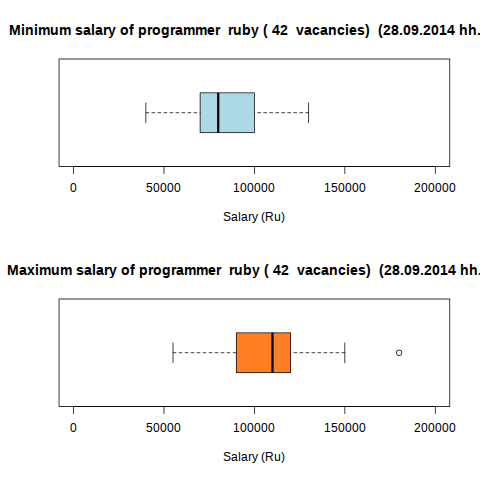 Minimum salary of programmer  ruby ( 42  vacancies)  (28.09.2014 hh.
0 50000 100000 150000 200000
Salary (Ru)
Maximum salary of programmer  ruby ( 42  vacancies)  (28.09.2014 hh.
0 50000 100000 150000 200000
Salary (Ru)